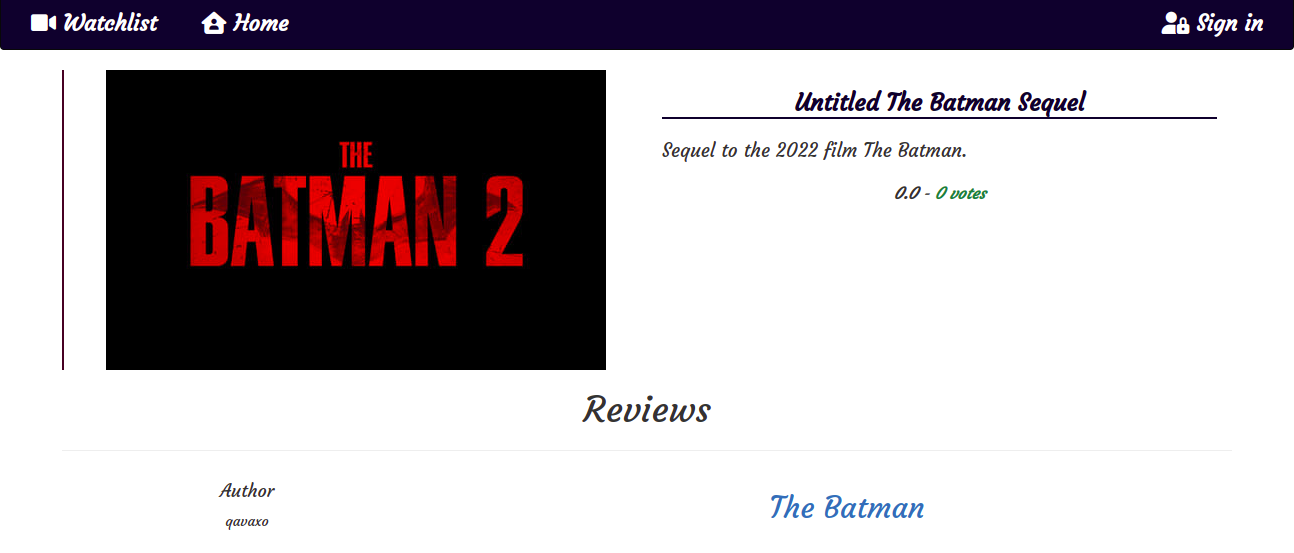 Watchlist Home Sign in
THE
BATMAN 2
Untitled The Batman Sequel
Sequel to the 2022 film The Batman.
0.0 - 0 votes
Reviews
Author
qavaxo
The Batman